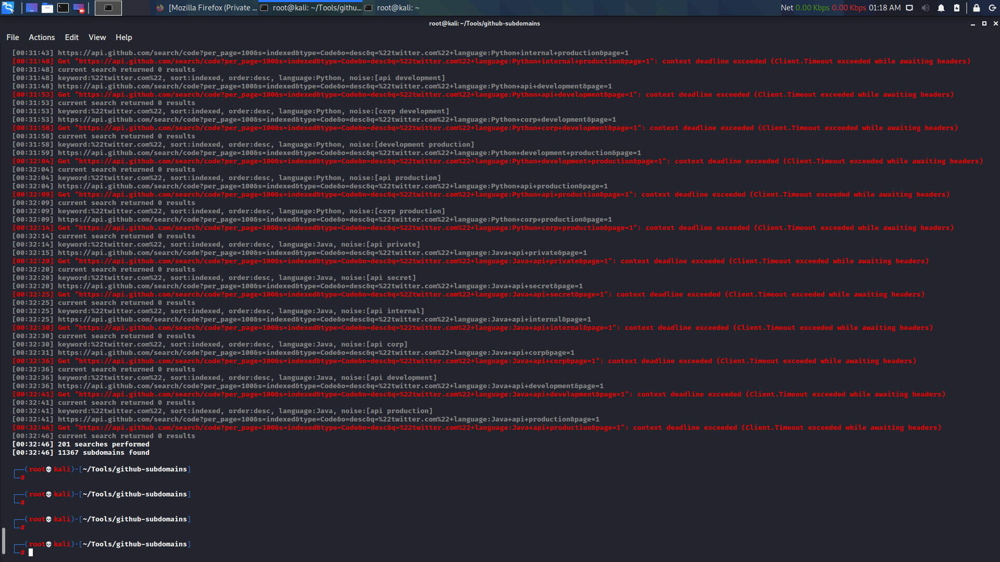 [Mozilla Firefox (Private ...
root@kali: ~/Tools/githu...
root@kali: ~
Net 0.00 Kbps 0.00 Kbps 01:18 AM
root@kali: ~/Tools/github-subdomains
File Actions Edit View Help
[00:31:43] https://api.github.com/search/code?per_page=100&s=indexed&type=Code&o=desc&q=%22twitter.com%22+language:Python+internal+production&page=1
[00:31:48] Get "https://api.github.com/search/code?per_page=100&s=indexed&type=Code&o=desc&q=%22twitter.com%22+language:Python+internal+production&page=1": context deadline exceeded (Client.Timeout exceeded while awaiting headers)
[00:31:48] current search returned 0 results
[00:31:48] keyword:%22twitter.com%22, sort:indexed, order:desc, language:Python, noise:[api development]
[00:31:48] https://api.github.com/search/code?per_page=100&s=indexed&type=Code&o=desc&q=%22twitter.com%22+language:Python+api+development&page=1
[00:31:53] Get "https://api.github.com/search/code?per_page=100&s=indexed&type=Code&o=desc&q=%22twitter.com%22+language:Python+api+development&page=1": context deadline exceeded (Client.Timeout exceeded while awaiting headers)
[00:31:53] current search returned 0 results
[00:31:53] keyword:%22twitter.com%22, sort:indexed, order:desc, language:Python, noise:[corp development]
[00:31:53] https://api.github.com/search/code?per_page=100&s=indexed&type=Code&o=desc&q=%22twitter.com%22+language:Python+corp+development&page=1
[00:31:58] Get "https://api.github.com/search/code?per_page=100&s=indexed&type=Code&o=desc&q=%22twitter.com%22+language:Python+corp+development&page=1": context deadline exceeded (Client.Timeout exceeded while awaiting headers)
[00:31:58] current search returned 0 results
[00:31:58] keyword:%22twitter.com%22, sort:indexed, order:desc, language:Python, noise:[development production]
[00:31:59] https://api.github.com/search/code?per_page=100&s=indexed&type=Code&o=desc&q=%22twitter.com%22+language:Python+development+production&page=1
[00:32:04] Get "https://api.github.com/search/code?per_page=100&s=indexed&type=Code&o=desc&q=%22twitter.com%22+language:Python+development+production&page=1": context deadline exceeded (Client.Timeout exceeded while awaiting headers)
[00:32:04] current search returned 0 results
[00:32:04] keyword:%22twitter.com%22, sort:indexed, order:desc, language:Python, noise:[api production]
[00:32:04] https://api.github.com/search/code?per_page=100&s=indexed&type=Code&o=desc&q=%22twitter.com%22+language:Python+api+production&page=1
[00:32:09] Get "https://api.github.com/search/code?per_page=100&s=indexed&type=Code&o=desc&q=%22twitter.com%22+language:Python+api+production&page=1": context deadline exceeded (Client.Timeout exceeded while awaiting headers)
[00:32:09] current search returned 0 results
[00:32:09] keyword:%22twitter.com%22, sort:indexed, order:desc, language:Python, noise:[corp production]
[00:32:09] https://api.github.com/search/code?per_page=100&s=indexed&type=Code&o=desc&q=%22twitter.com%22+language:Python+corp+production&page=1
[00:32:14] Get "https://api.github.com/search/code?per_page=100&s=indexed&type=Code&o=desc&q=%22twitter.com%22+language:Python+corp+production&page=1": context deadline exceeded (Client.Timeout exceeded while awaiting headers)
[00:32:14] current search returned 0 results
[00:32:14] keyword:%22twitter.com%22, sort:indexed, order:desc, language:Java, noise:[api private]
[00:32:15] https://api.github.com/search/code?per_page=100&s=indexed&type=Code&o=desc&q=%22twitter.com%22+language:Java+api+private&page=1
[00:32:20] Get "https://api.github.com/search/code?per_page=100&s=indexed&type=Code&o=desc&q=%22twitter.com%22+language:Java+api+private&page=1": context deadline exceeded (Client.Timeout exceeded while awaiting headers)
[00:32:20] current search returned 0 results
[00:32:20] keyword:%22twitter.com%22, sort:indexed, order:desc, language:Java, noise:[api secret]
[00:32:20] https://api.github.com/search/code?per_page=100&s=indexed&type=Code&o=desc&q=%22twitter.com%22+language:Java+api+secret&page=1
[00:32:25] Get "https://api.github.com/search/code?per_page=100&s=indexed&type=Code&o=desc&q=%22twitter.com%22+language:Java+api+secret&page=1": context deadline exceeded (Client.Timeout exceeded while awaiting headers)
[00:32:25] current search returned 0 results
[00:32:25] keyword:%22twitter.com%22, sort:indexed, order:desc, language:Java, noise:[api internal]
[00:32:25] https://api.github.com/search/code?per_page=100&s=indexed&type=Code&o=desc&q=%22twitter.com%22+language:Java+api+internal&page=1
[00:32:30] Get "https://api.github.com/search/code?per_page=100&s=indexed&type=Code&o=desc&q=%22twitter.com%22+language:Java+api+internal&page=1": context deadline exceeded (Client.Timeout exceeded while awaiting headers)
[00:32:30] current search returned 0 results
[00:32:30] keyword:%22twitter.com%22, sort:indexed, order:desc, language:Java, noise:[api corp]
[00:32:31] https://api.github.com/search/code?per_page=100&s=indexed&type=Code&o=desc&q=%22twitter.com%22+language:Java+api+corp&page=1
[00:32:36] Get "https://api.github.com/search/code?per_page=100&s=indexed&type=Code&o=desc&q=%22twitter.com%22+language:Java+api+corp&page=1": context deadline exceeded (Client.Timeout exceeded while awaiting headers)
[00:32:36] current search returned 0 results
[00:32:36] keyword:%22twitter.com%22, sort:indexed, order:desc, language:Java, noise:[api development]
[00:32:36] https://api.github.com/search/code?per_page=100&s=indexed&type=Code&o=desc&q=%22twitter.com%22+language:Java+api+development&page=1
[00:32:41] Get "https://api.github.com/search/code?per_page=100&s=indexed&type=Code&o=desc&q=%22twitter.com%22+language:Java+api+development&page=1": context deadline exceeded (Client.Timeout exceeded while awaiting headers)
[00:32:41] current search returned 0 results
[00:32:41] keyword:%22twitter.com%22, sort:indexed, order:desc, language:Java, noise:[api production]
[00:32:41] https://api.github.com/search/code?per_page=100&s=indexed&type=Code&o=desc&q=%22twitter.com%22+language:Java+api+production&page=1
[00:32:46] Get "https://api.github.com/search/code?per_page=100&s=indexed&type=Code&o=desc&q=%22twitter.com%22+language:Java+api+production&page=1": context deadline exceeded (Client.Timeout exceeded while awaiting headers)
[00:32:46] current search returned 0 results
[00:32:46] 201 searches performed
[00:32:46] 11367 subdomains found
┌──(root💀kali)-[~/Tools/github-subdomains]
└─#
┌──(root💀kali)-[~/Tools/github-subdomains]
└─#
┌──(root💀kali)-[~/Tools/github-subdomains]
└─#
┌──(root💀kali)-[~/Tools/github-subdomains]
└─#